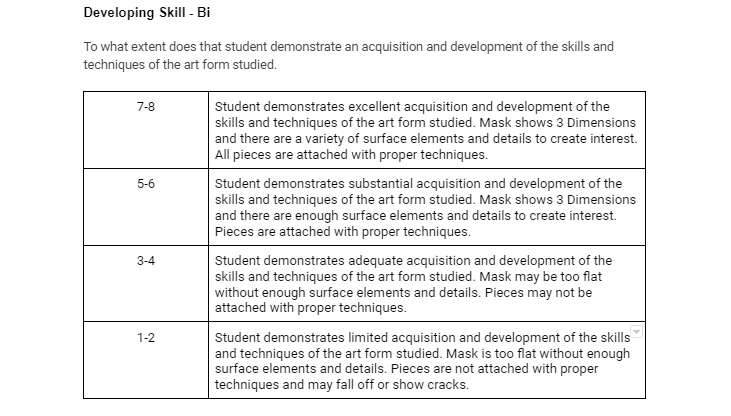 Developing Skill - Bi
To what extent does that student demonstrate an acquisition and development of the skills and
techniques of the art form studied.
7-8
Student demonstrates excellent acquisition and development of the
skills and techniques of the art form studied. Mask shows 3 Dimensions
and there are a variety of surface elements and details to create interest.
All pieces are attached with proper techniques.
5-6
Student demonstrates substantial acquisition and development of the
skills and techniques of the art form studied. Mask shows 3 Dimensions
and there are enough surface elements and details to create interest.
Pieces are attached with proper techniques.
3-4
Student demonstrates adequate acquisition and development of the
skills and techniques of the art form studied. Mask may be too flat
without enough surface elements and details. Pieces may not be
attached with proper techniques.
1-2
Student demonstrates limited acquisition and development of the skills
and techniques of the art form studied. Mask is too flat without enough
surface elements and details. Pieces are not attached with proper
techniques and may fall off or show cracks.